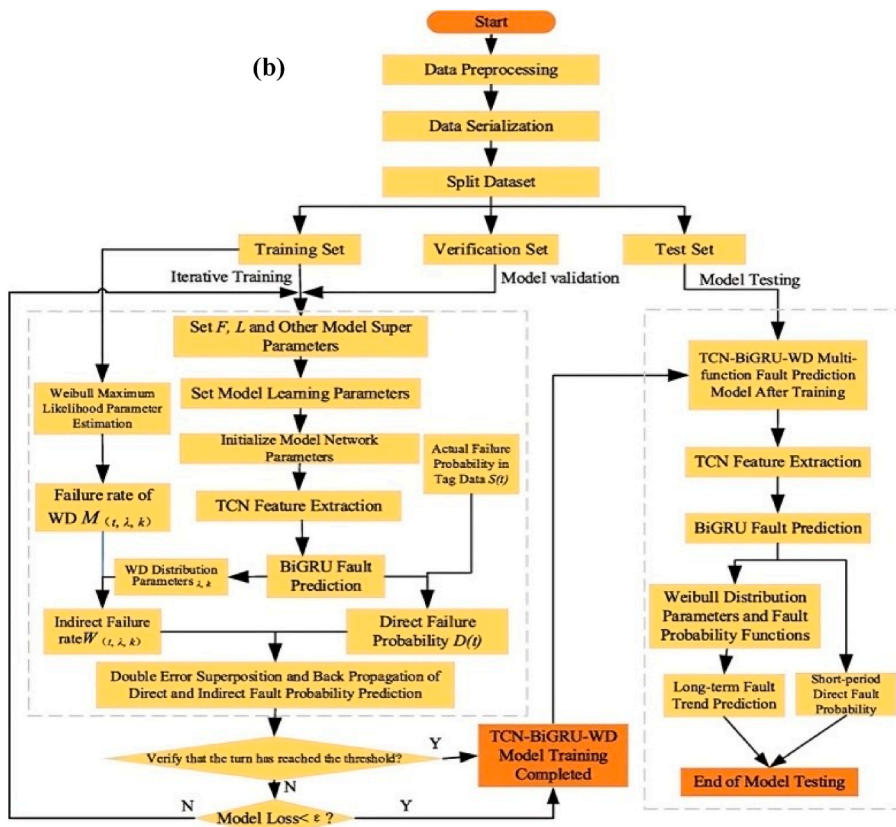 Start
(b)
Data Preprocessing
Data Serialization
Split Dataset
Training Set
Verification Set
Test Set
Iterative Training
Model validation
Model Testing
Set F, L and Other Model Super
Parameters
Set Model Learning Parameters
Initialize Model Network
Parameters
TCN Feature Extraction
BiGRU Fault
Prediction
Weibull Maximum
Likelihood Parameter
Estimation
Failure rate of
WD M (t, λ, k)
WD Distribution
Parameters λ, k
Indirect Failure
rateW (t, λ, k)
Actual Failure
Probability in
Tag Data S(t)
Direct Failure
Probability D(t)
Double Error Superposition and Back Propagation of
Direct and Indirect Fault Probability Prediction
Verify that the turn has reached the threshold?
Y
N
Model Loss< ε ?
N
Y
TCN-BiGRU-WD
Model Training
Completed
TCN-BiGRU-WD Multi-
function Fault Prediction
Model After Training
TCN Feature Extraction
BiGRU Fault Prediction
Weibull Distribution
Parameters and Fault
Probability Functions
Long-term Fault
Trend Prediction
Short-period
Direct Fault
Probability
End of Model Testing